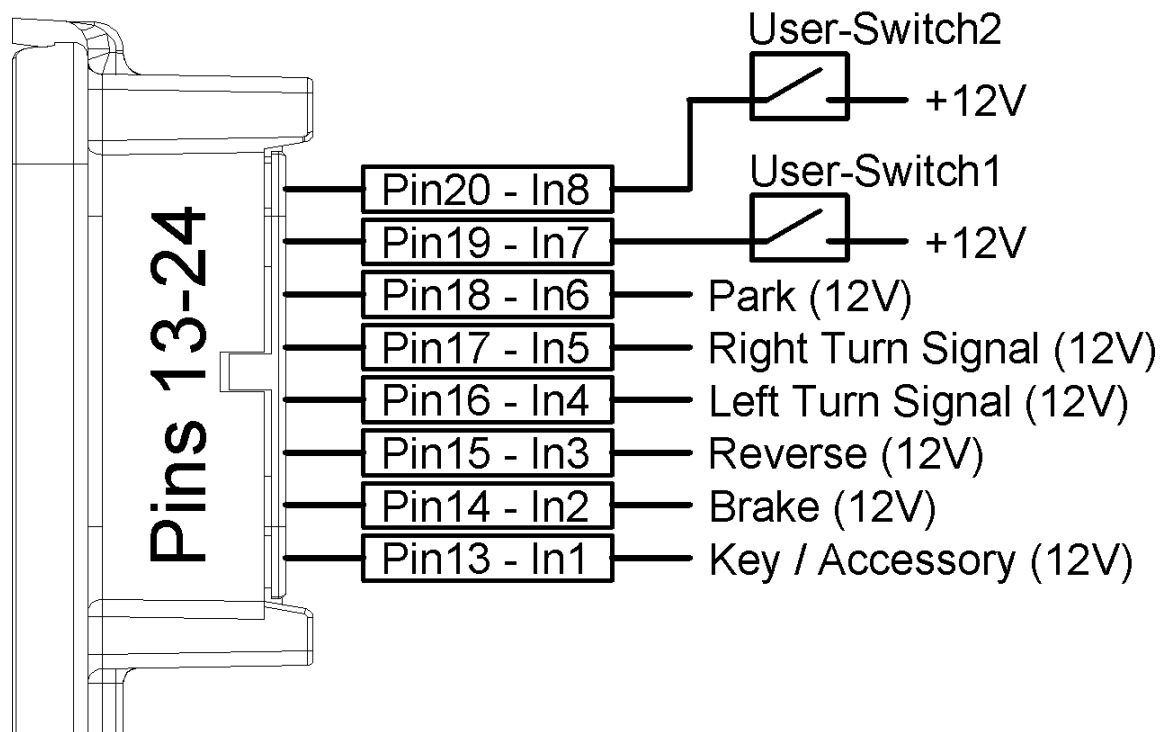 User-Switch2
+12V
User-Switch1
Pin20 - In8
Pin19 - In7
+12V
Pin18 - In6
Park (12V)
Pin17 - In5
Right Turn Signal (12V)
Pin16 - In4
Left Turn Signal (12V)
Pin15 - In3
Reverse (12V)
Pin14 - In2
Brake (12V)
Pin13 - In1
Key / Accessory (12V)
Pins 13-24